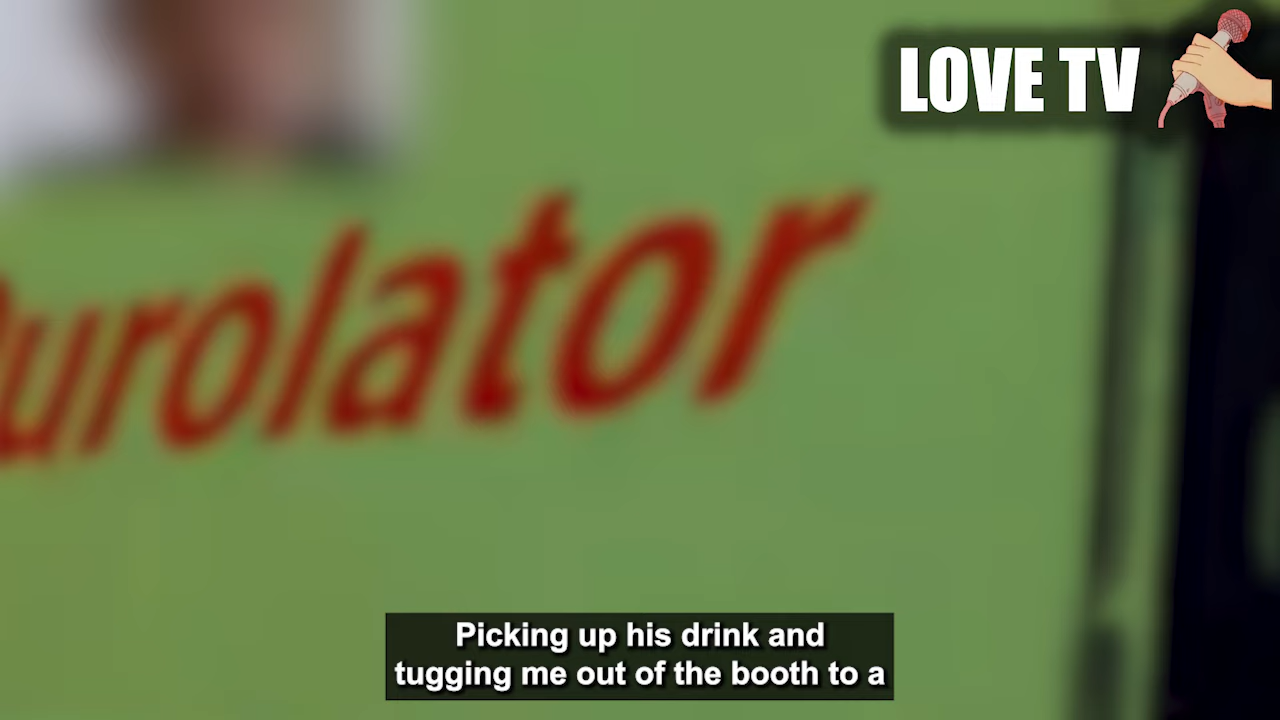 LOVE TV
urolator
Picking up his drink and
tugging me out of the booth to a